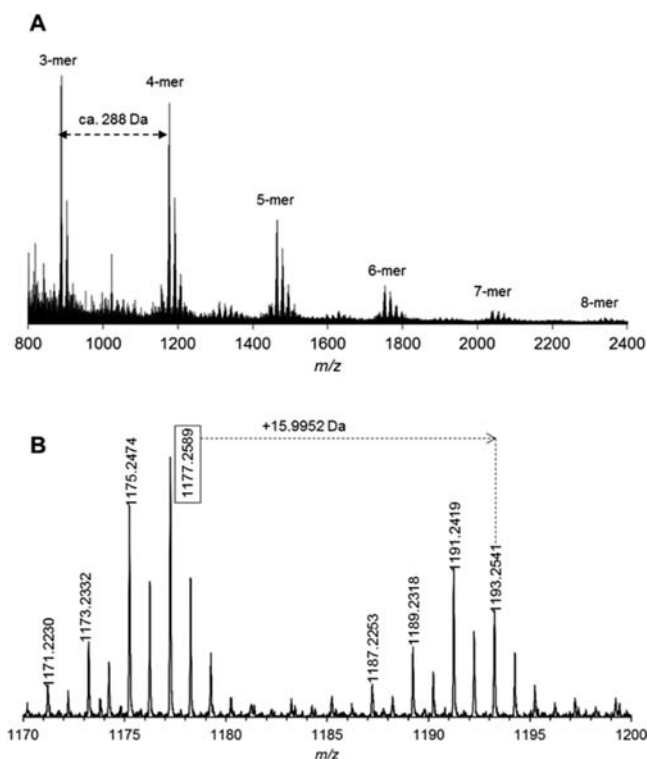 A
3-mer
4-mer
ca. 288 Da
5-mer
6-mer
7-mer
8-mer
800 1000 1200 1400 1600 1800 2000 2200 2400
m/z
B
+15.9952 Da
1177.2589
1175.2474
1191.2419
1193.2541
1173.2332
1189.2318
1171.2230
1187.2253
1170 1175 1180 1185 1190 1195 1200
m/z